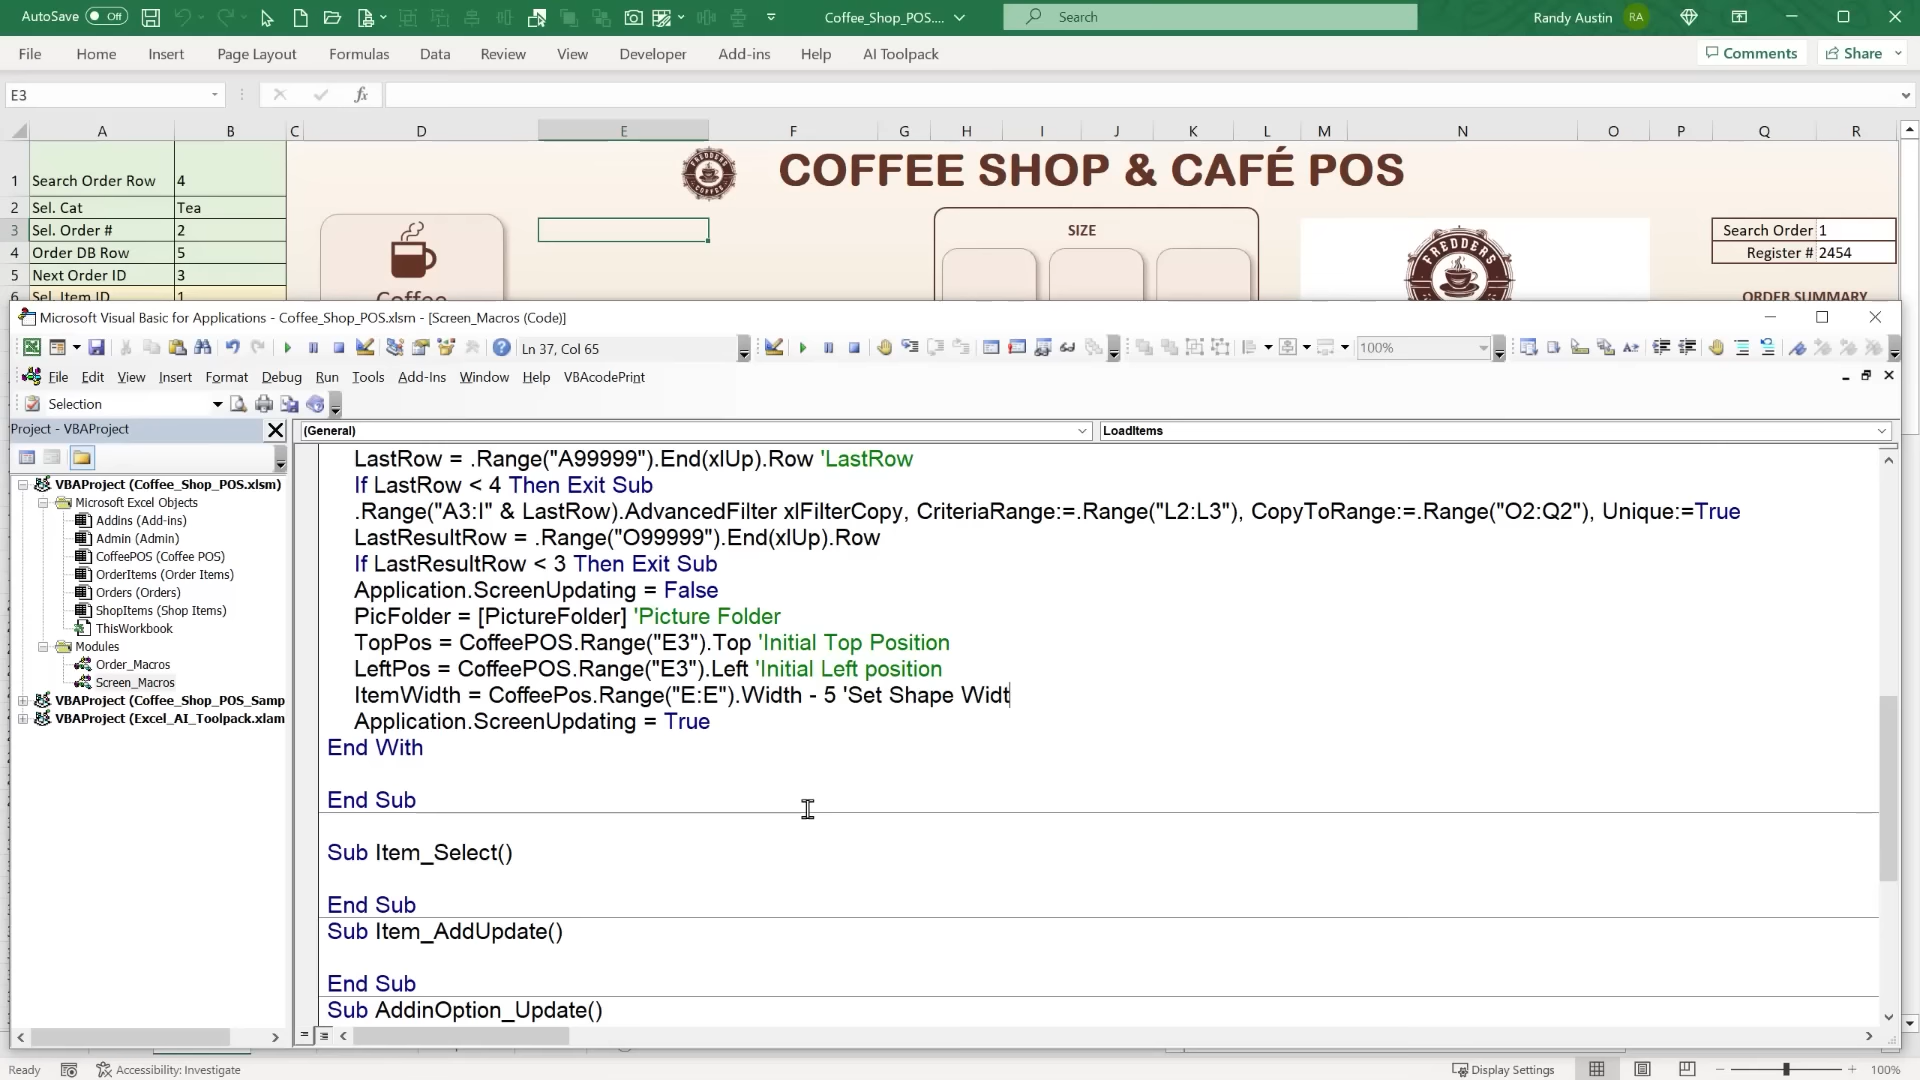 AutoSave Off Coffee_Shop_POS.... Search Randy Austin RA
File Home Insert Page Layout Formulas Data Review View Developer Add-ins Help AI Toolpack Comments Share
E3 fx
A B C D E F G H I J K L M N O P Q R
COFFEE SHOP & CAFÉ POS
FREDDERS COFFEE
1 Search Order Row 4
2 Sel. Cat Tea
3 Sel. Order # 2 SIZE Search Order 1
4 Order DB Row 5 Register # 2454
5 Next Order ID 3 FREDDERS
6 Sel. Item ID 1 Coffee ORDER SUMMARY
Microsoft Visual Basic for Applications - Coffee_Shop_POS.xlsm - [Screen_Macros (Code)]
Ln 37, Col 65 100%
File Edit View Insert Format Debug Run Tools Add-Ins Window Help VBAcodePrint
Selection
Project - VBAProject
(General) LoadItems
VBAProject (Coffee_Shop_POS.xlsm)
Microsoft Excel Objects
Addins (Add-ins)
Admin (Admin)
CoffeePOS (Coffee POS)
OrderItems (Order Items)
Orders (Orders)
ShopItems (Shop Items)
ThisWorkbook
Modules
Order_Macros
Screen_Macros
VBAProject (Coffee_Shop_POS_Samp
VBAProject (Excel_AI_Toolpack.xlam
LastRow = .Range("A99999").End(xlUp).Row 'LastRow
If LastRow < 4 Then Exit Sub
.Range("A3:I" & LastRow).AdvancedFilter xlFilterCopy, CriteriaRange:=.Range("L2:L3"), CopyToRange:=.Range("O2:Q2"), Unique:=True
LastResultRow = .Range("O99999").End(xlUp).Row
If LastResultRow < 3 Then Exit Sub
Application.ScreenUpdating = False
PicFolder = [PictureFolder] 'Picture Folder
TopPos = CoffeePOS.Range("E3").Top 'Initial Top Position
LeftPos = CoffeePOS.Range("E3").Left 'Initial Left position
ItemWidth = CoffeePos.Range("E:E").Width - 5 'Set Shape Widt
Application.ScreenUpdating = True
End With
End Sub
Sub Item_Select()
End Sub
Sub Item_AddUpdate()
End Sub
Sub AddinOption_Update()
Ready Accessibility: Investigate Display Settings 100%